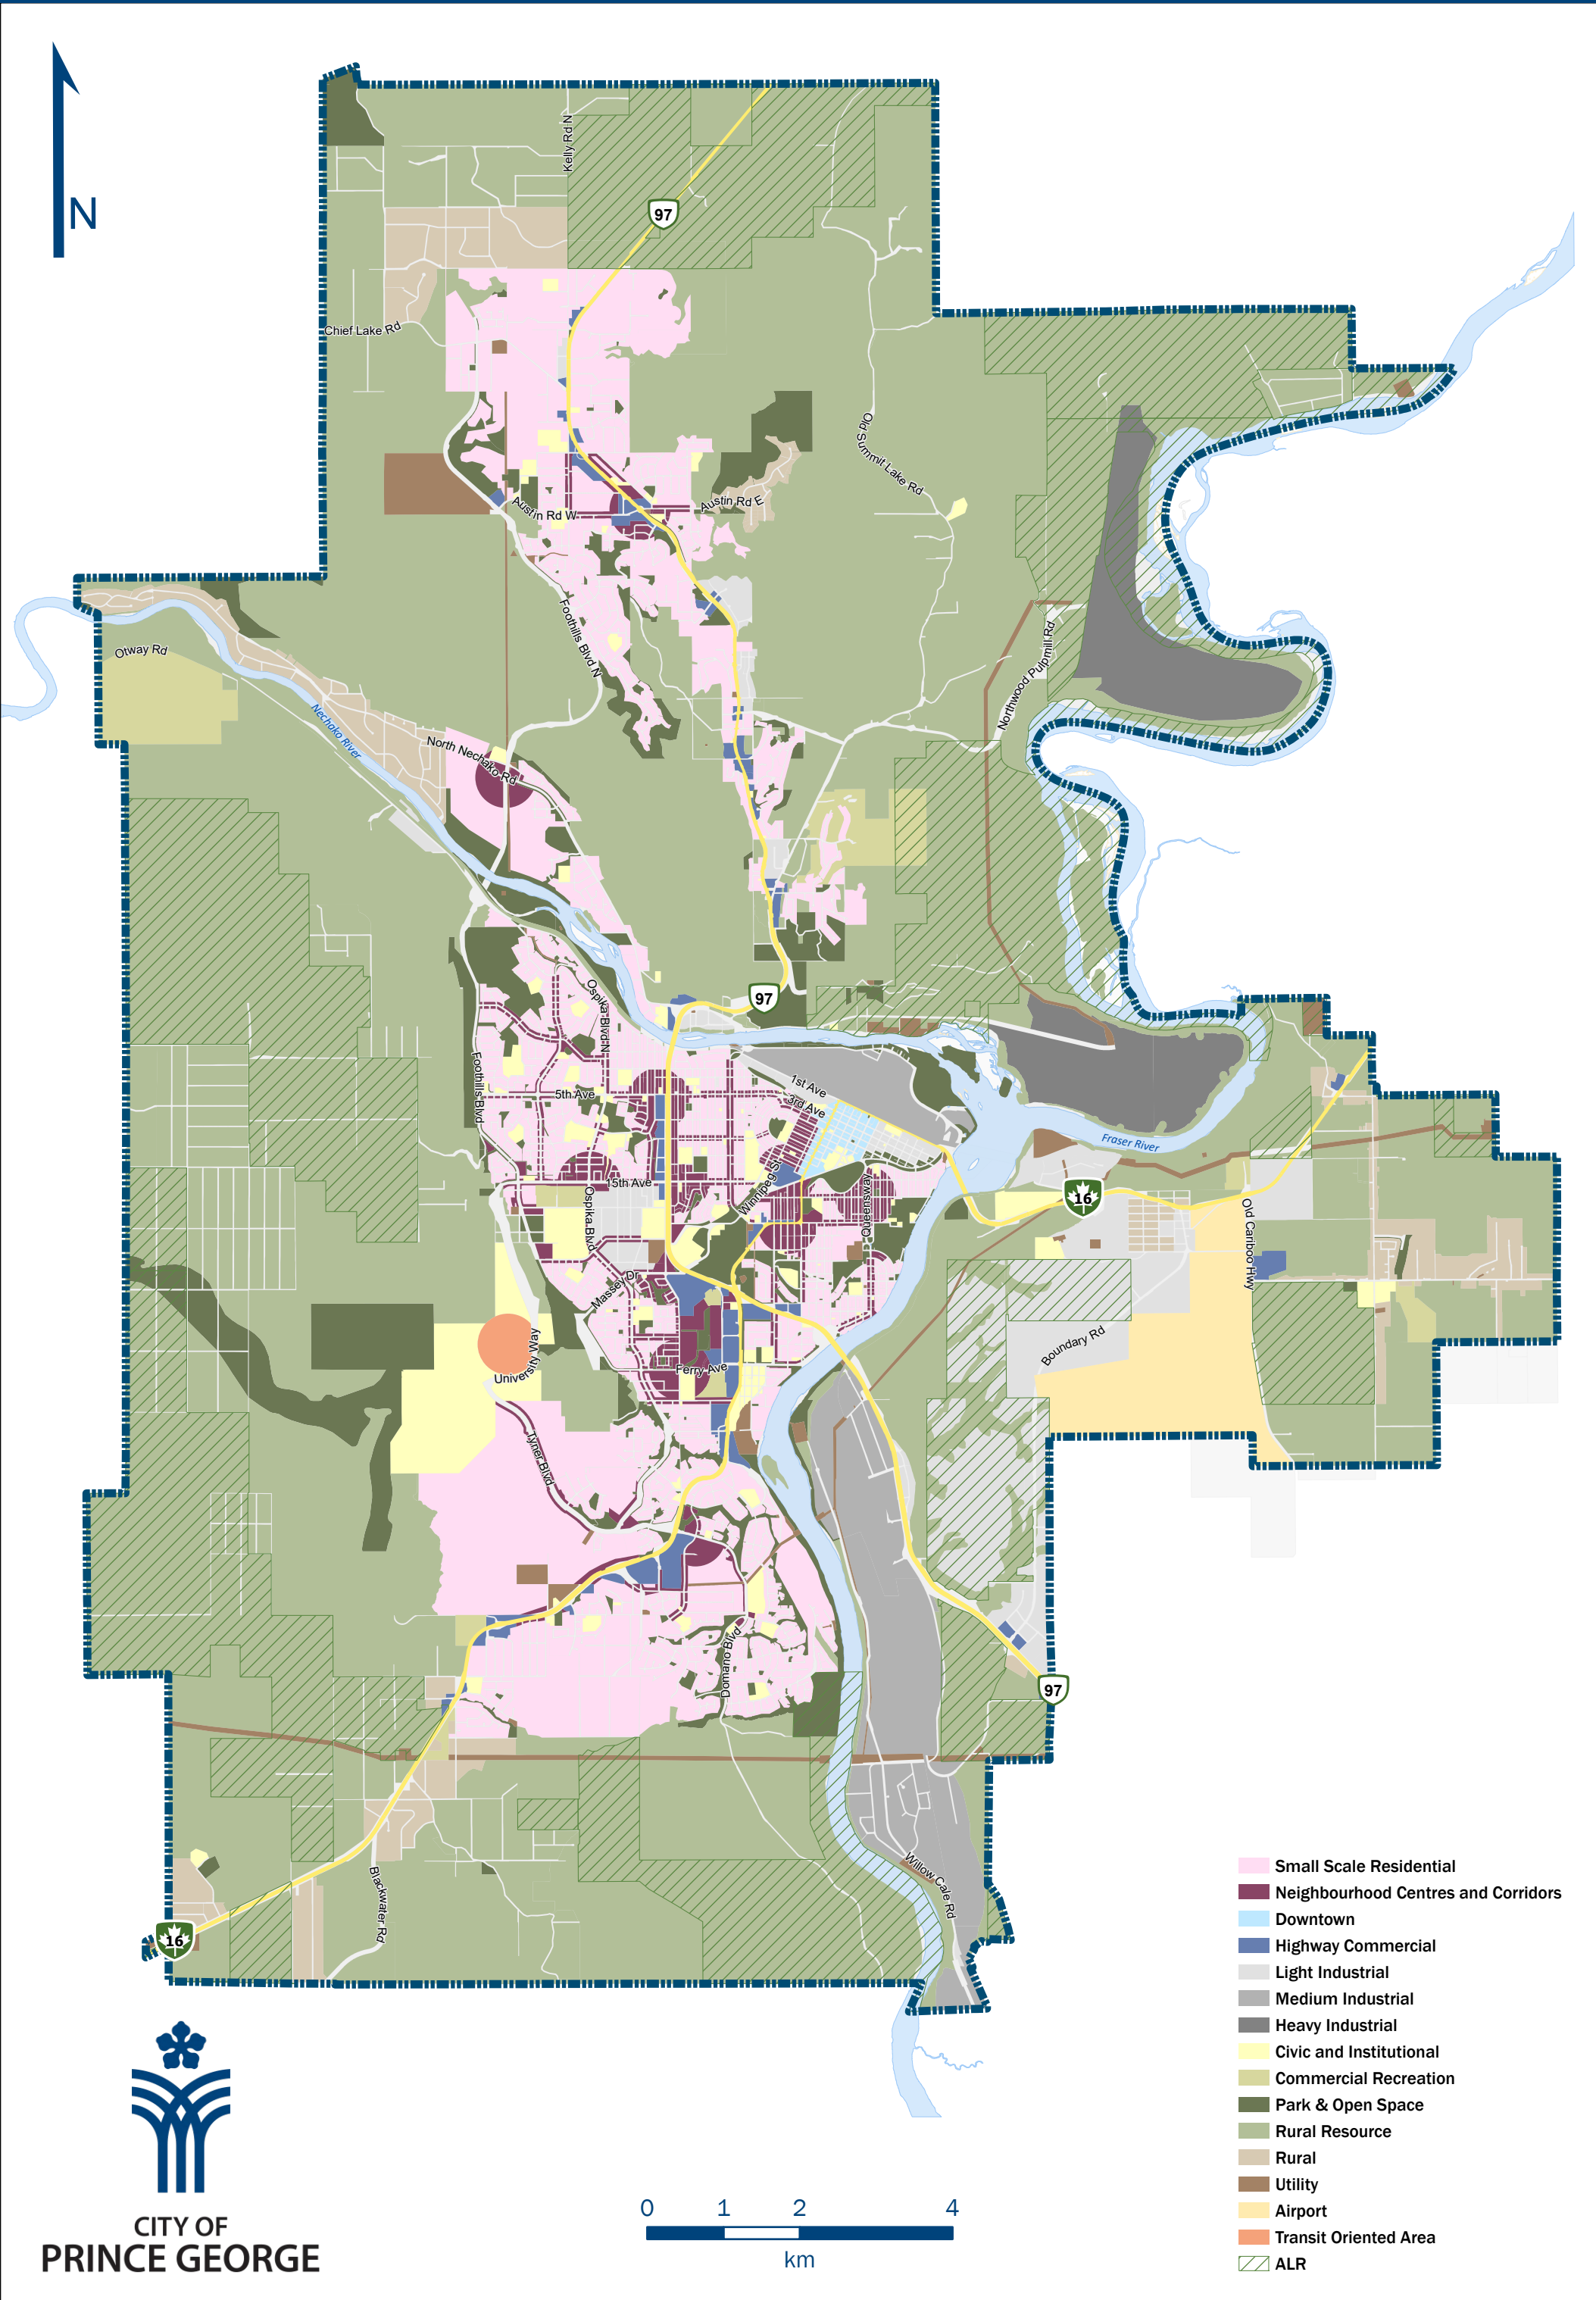 N
Kelly Rd N
97
Chief Lake Rd
Old Summit Lake Rd
Austin Rd W
Austin Rd E
Foothills Blvd N
Northwood Pulpmill Rd
Otway Rd
Nechako River
North Nechako Rd
97
Ospika Blvd N
Foothills Blvd
5th Ave
1st Ave
3rd Ave
Fraser River
15th Ave
Winnipeg St
Queensway
16
Ospika Blvd
Old Cariboo Hwy
Massey Dr
Boundary Rd
University Way
Ferry Ave
Tyner Blvd
Domano Blvd
97
Willow Cale Rd
Blackwater Rd
16
Small Scale Residential
Neighbourhood Centres and Corridors
Downtown
Highway Commercial
Light Industrial
Medium Industrial
Heavy Industrial
Civic and Institutional
Commercial Recreation
Park & Open Space
Rural Resource
Rural
Utility
Airport
Transit Oriented Area
ALR
0 1 2 4
km
CITY OF
PRINCE GEORGE